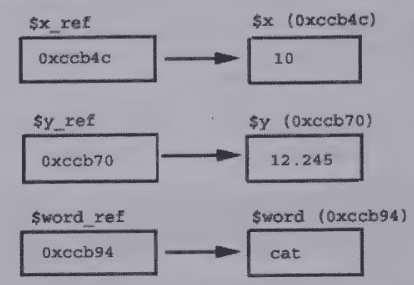 $x_ref $x (0xccb4c)
0xccb4c 10
$y_ref $y (0xccb70)
0xccb70 12.245
$word_ref $word (0xccb94)
0xccb94 cat